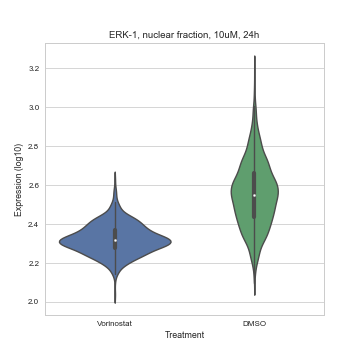 ERK-1, nuclear fraction, 10uM, 24h
3.2
3.0
2.8
2.6
2.4
2.2
2.0
Expression (log10)
Vorinostat DMSO
Treatment